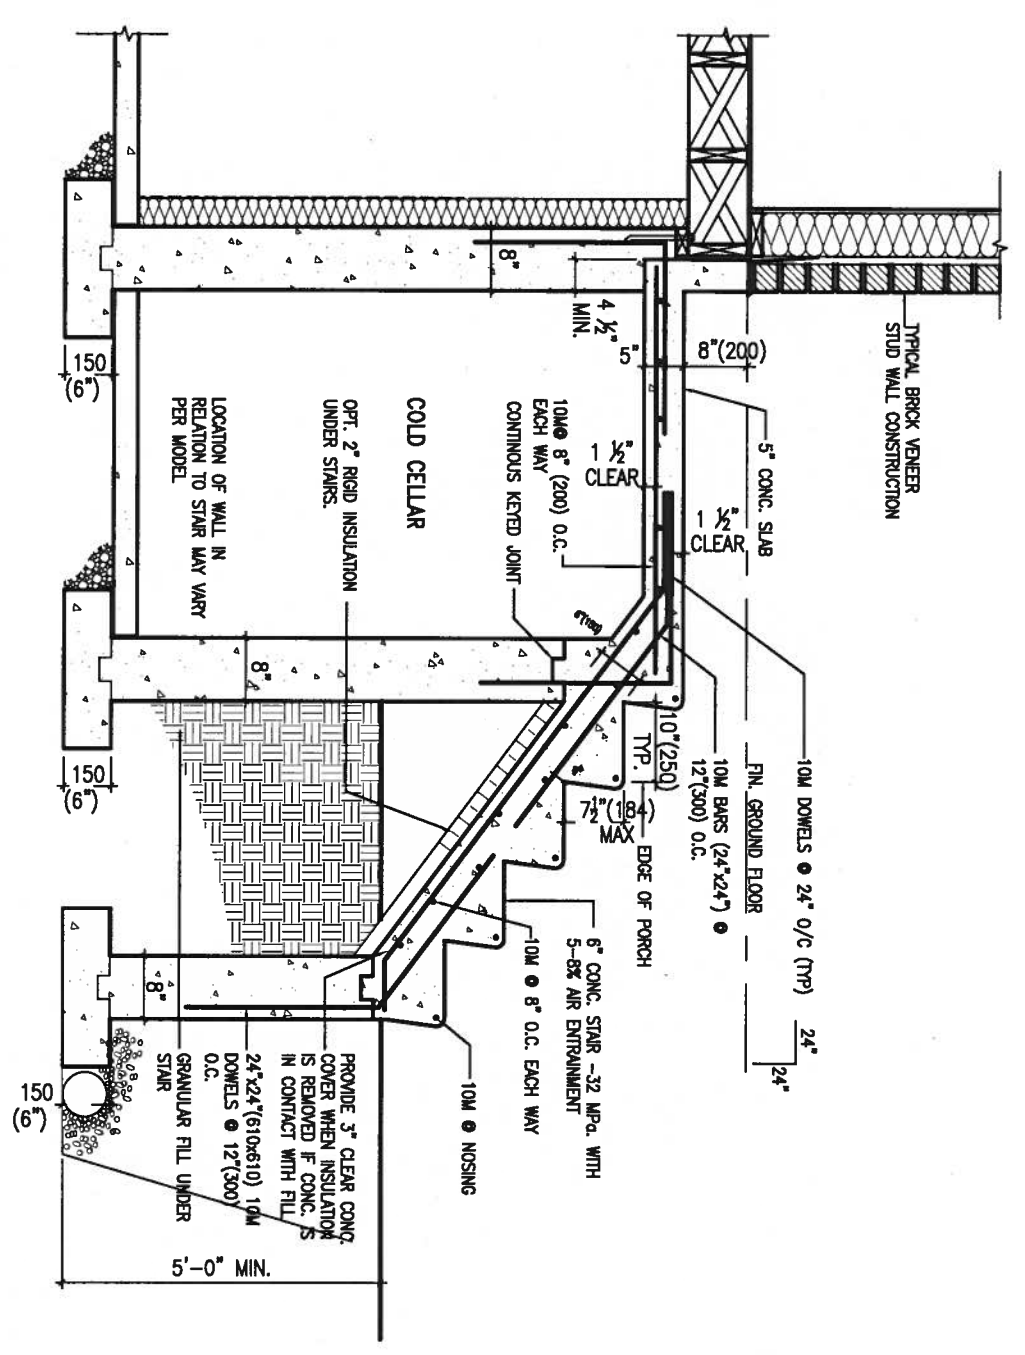 TYPICAL BRICK VENEER
STUD WALL CONSTRUCTION
8"(200)
5" CONC. SLAB
5"
4 ½"
MIN.
8"
1 ½"
CLEAR
1 ½"
CLEAR
10M@ 8" (200) O.C.
EACH WAY
CONTINOUS KEYED JOINT
COLD CELLAR
OPT. 2" RIGID INSULATION
UNDER STAIRS.
LOCATION OF WALL IN
RELATION TO STAIR MAY VARY
PER MODEL
150
(6")
10M DOWELS @ 24" O/C (TYP)
24"
24"
FIN. GROUND FLOOR
10M BARS (24"x24") @
12"(300) O.C.
10"(250)
TYP.
7½"(184)
MAX
EDGE OF PORCH
6" CONC. STAIR -32 MPa. WITH
5-8% AIR ENTRAINMENT
10M @ 8" O.C. EACH WAY
10M @ NOSING
8"
150
(6")
8"
PROVIDE 3" CLEAR CONC.
COVER WHEN INSULATION
IS REMOVED IF CONC. IS
IN CONTACT WITH FILL
24"x24"(610x610) 10M
DOWELS @ 12"(300)
O.C.
GRANULAR FILL UNDER
STAIR
150
(6")
5'-0" MIN.